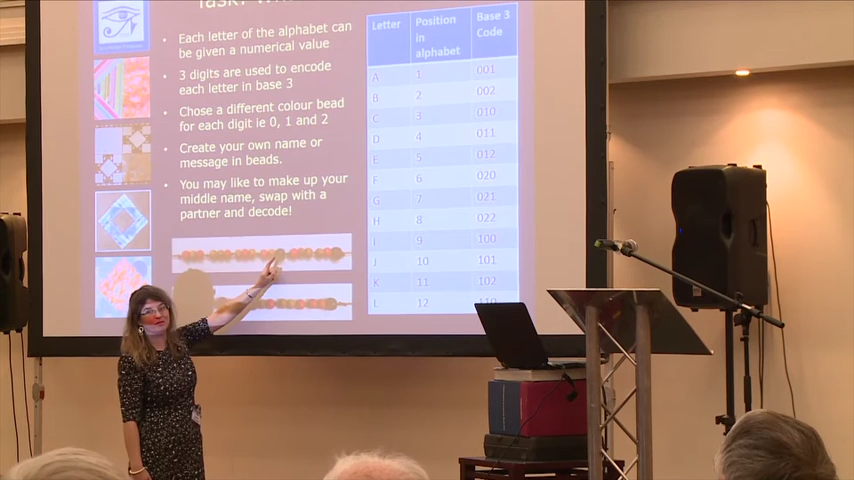 Each letter of the alphabet can
be given a numerical value
3 digits are used to encode
each letter in base 3
Chose a different colour bead
for each digit ie 0, 1 and 2
Create your own name or
message in beads.
You may like to make up your
middle name, swap with a
partner and decode!
Letter Position in alphabet Base 3 Code
A 1 001
B 2 002
C 3 010
D 4 011
E 5 012
F 6 020
G 7 021
H 8 022
I 9 100
J 10 101
K 11 102
L 12 110